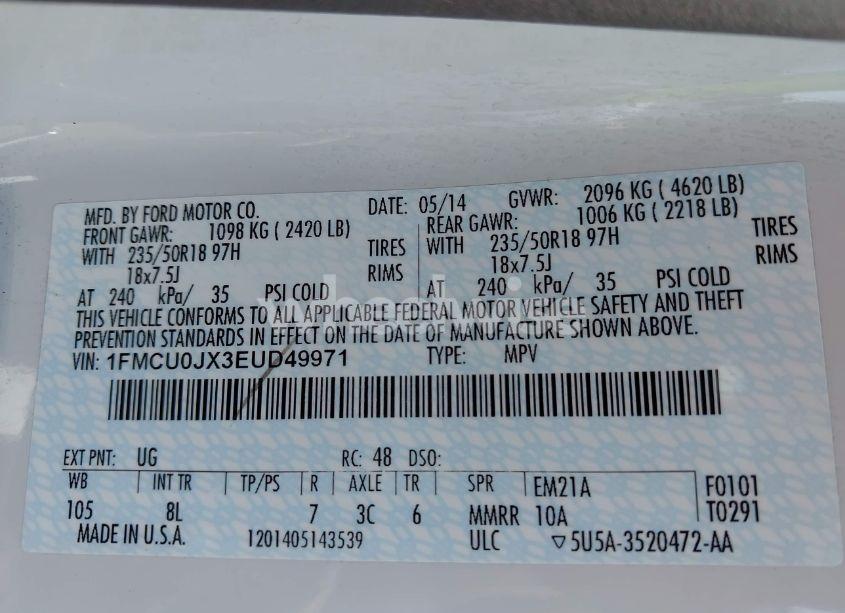 MFD. BY FORD MOTOR CO. DATE: 05/14 GVWR: 2096 KG ( 4620 LB)
FRONT GAWR: 1098 KG ( 2420 LB)
WITH 235/50R18 97H TIRES
18x7.5J RIMS
AT 240 kPa/ 35 PSI COLD
REAR GAWR: 1006 KG ( 2218 LB)
WITH 235/50R18 97H TIRES
18x7.5J RIMS
AT 240 kPa/ 35 PSI COLD
THIS VEHICLE CONFORMS TO ALL APPLICABLE FEDERAL MOTOR VEHICLE SAFETY AND THEFT
PREVENTION STANDARDS IN EFFECT ON THE DATE OF MANUFACTURE SHOWN ABOVE.
VIN: 1FMCU0JX3EUD49971 TYPE: MPV
EXT PNT: UG RC: 48 DSO:
WB INT TR TP/PS R AXLE TR SPR EM21A F0101
105 8L 7 3C 6 MMRR 10A T0291
MADE IN U.S.A. 1201405143539 ULC ▽5U5A-3520472-AA